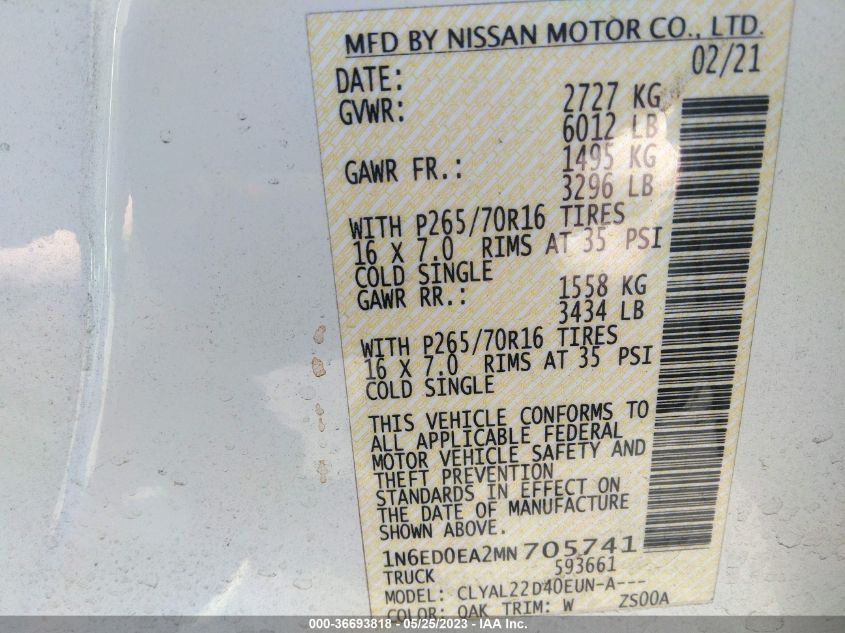 MFD BY NISSAN MOTOR CO., LTD.
DATE: 02/21
GVWR: 2727 KG
6012 LB
GAWR FR.: 1495 KG
3296 LB
WITH P265/70R16 TIRES
16 X 7.0 RIMS AT 35 PSI
COLD SINGLE
GAWR RR.: 1558 KG
3434 LB
WITH P265/70R16 TIRES
16 X 7.0 RIMS AT 35 PSI
COLD SINGLE
THIS VEHICLE CONFORMS TO
ALL APPLICABLE FEDERAL
MOTOR VEHICLE SAFETY AND
THEFT PREVENTION
STANDARDS IN EFFECT ON
THE DATE OF MANUFACTURE
SHOWN ABOVE.
1N6ED0EA2MN705741
TRUCK 593661
MODEL: CLYAL22D40EUN-A---
COLOR: QAK TRIM: W ZS00A
000-36693818 - 05/25/2023 - IAA Inc.